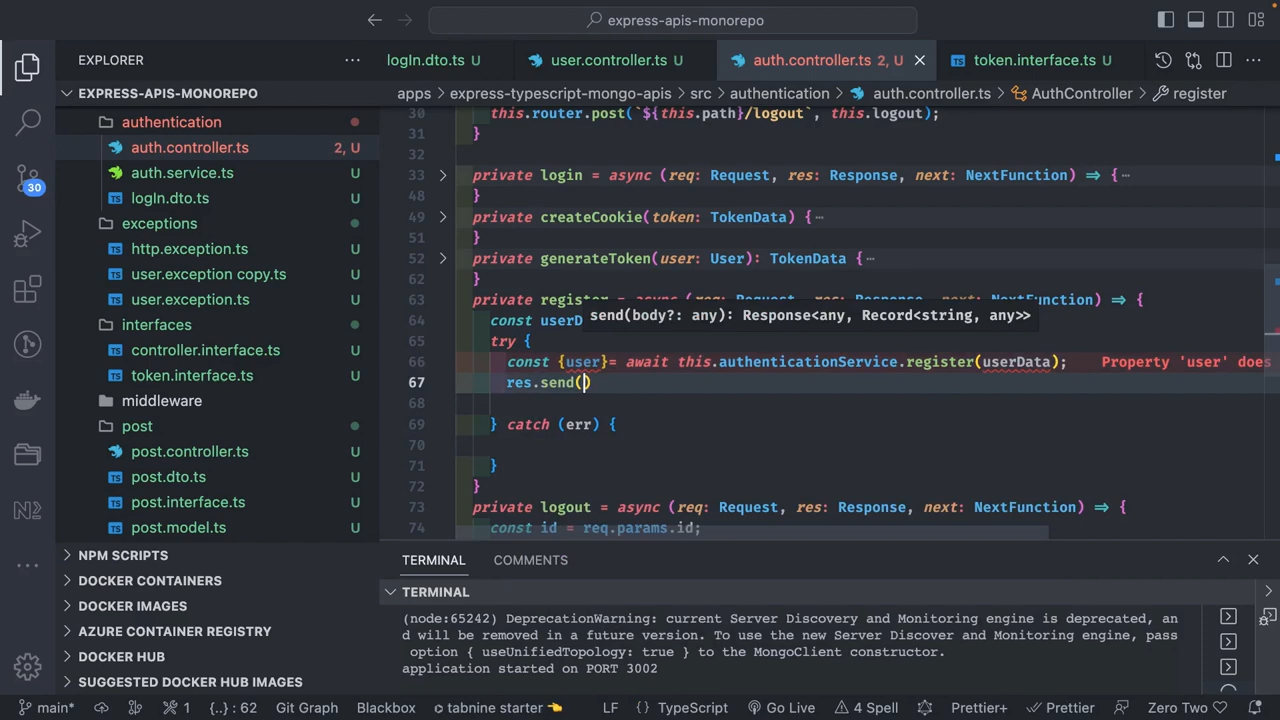 express-apis-monorepo
EXPLORER
logIn.dto.ts U
user.controller.ts U
auth.controller.ts 2, U
token.interface.ts U
EXPRESS-APIS-MONOREPO
apps > express-typescript-mongo-apis > src > authentication > auth.controller.ts > AuthController > register
authentication
auth.controller.ts 2, U
auth.service.ts U
logIn.dto.ts U
exceptions
http.exception.ts U
user.exception copy.ts U
user.exception.ts U
interfaces
controller.interface.ts U
token.interface.ts U
middleware
post
post.controller.ts U
post.dto.ts U
post.interface.ts U
post.model.ts U
30
NPM SCRIPTS
DOCKER CONTAINERS
DOCKER IMAGES
AZURE CONTAINER REGISTRY
DOCKER HUB
SUGGESTED DOCKER HUB IMAGES
30 this.router.post(`${this.path}/logout`, this.logout);
31 }
32
33 private login = async (req: Request, res: Response, next: NextFunction) => {…
48 }
49 private createCookie(token: TokenData) {…
51 }
52 private generateToken(user: User): TokenData {…
62 }
63 private register = async (req: Request, res: Response, next: NextFunction) => {
send(body?: any): Response<any, Record<string, any>>
64 const userD
65 try {
66 const {user}= await this.authenticationService.register(userData); Property 'user' does
67 res.send()
68
69 } catch (err) {
70
71 }
72 }
73 private logout = async (req: Request, res: Response, next: NextFunction) => {
74 const id = req.params.id;
TERMINAL COMMENTS
TERMINAL
(node:65242) DeprecationWarning: current Server Discovery and Monitoring engine is deprecated, an
d will be removed in a future version. To use the new Server Discover and Monitoring engine, pass
option { useUnifiedTopology: true } to the MongoClient constructor.
application started on PORT 3002
main* 1 {..} : 62 Git Graph Blackbox tabnine starter LF { } TypeScript Go Live 4 Spell Prettier+ Prettier Zero Two